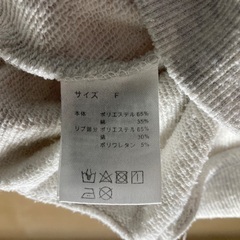 サイズ F
本体 ポリエステル 65%
綿 35%
リブ部分 ポリエステル 65%
綿 30%
ポリウレタン 5%